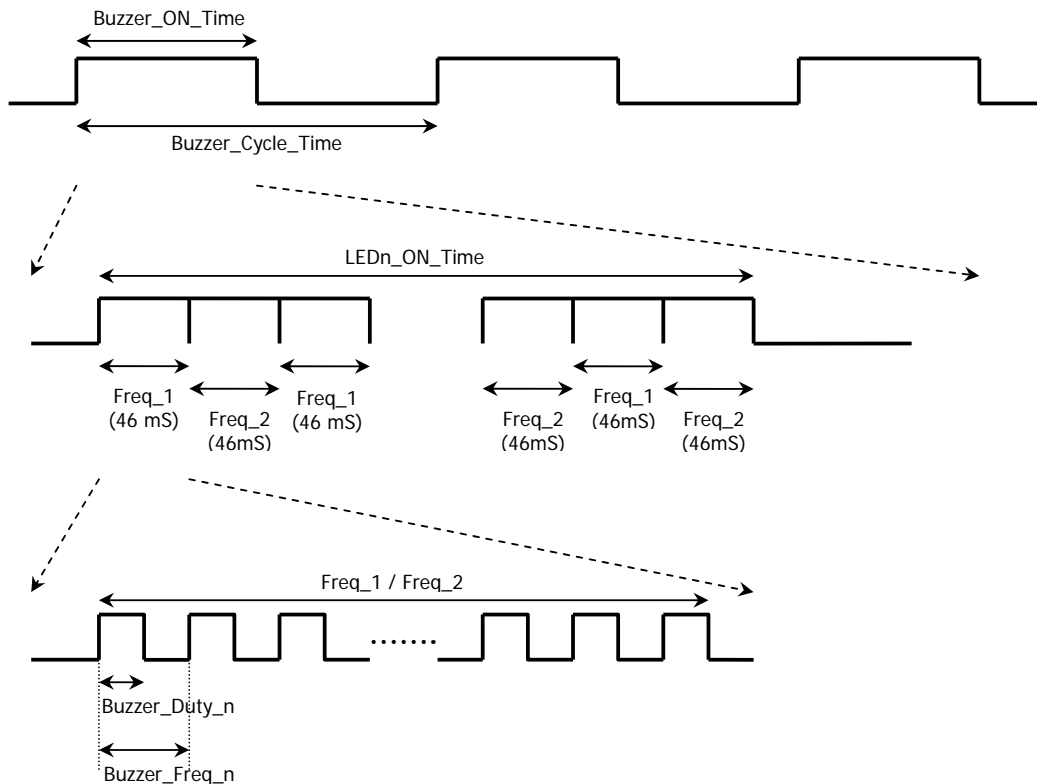 Buzzer_ON_Time
Buzzer_Cycle_Time
LEDn_ON_Time
Freq_1
(46 mS)
Freq_2
(46mS)
Freq_1
(46 mS)
Freq_2
(46mS)
Freq_1
(46mS)
Freq_2
(46mS)
Freq_1 / Freq_2
.......
Buzzer_Duty_n
Buzzer_Freq_n